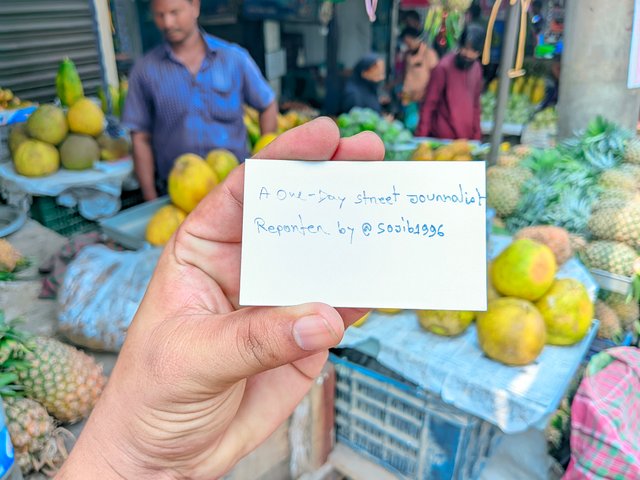 A One-Day street Journalist
Reporter by @sojib1996